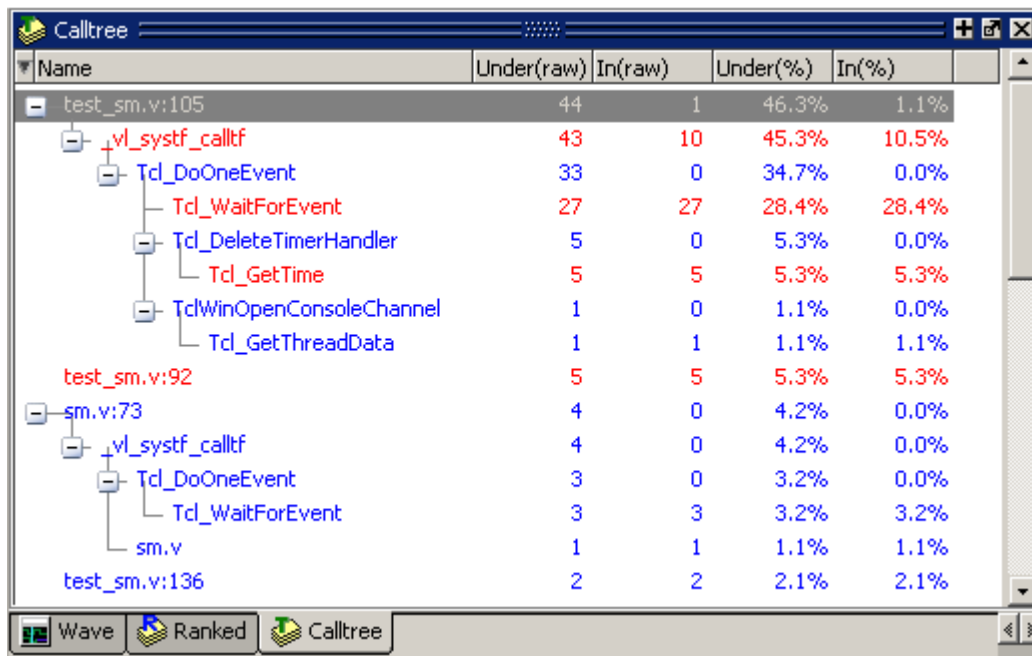 Calltree
Name Under(raw) In(raw) Under(%) In(%)
test_sm.v:105 44 1 46.3% 1.1%
_vl_systf_calltf 43 10 45.3% 10.5%
Tcl_DoOneEvent 33 0 34.7% 0.0%
Tcl_WaitForEvent 27 27 28.4% 28.4%
Tcl_DeleteTimerHandler 5 0 5.3% 0.0%
Tcl_GetTime 5 5 5.3% 5.3%
TclWinOpenConsoleChannel 1 0 1.1% 0.0%
Tcl_GetThreadData 1 1 1.1% 1.1%
test_sm.v:92 5 5 5.3% 5.3%
sm.v:73 4 0 4.2% 0.0%
_vl_systf_calltf 4 0 4.2% 0.0%
Tcl_DoOneEvent 3 0 3.2% 0.0%
Tcl_WaitForEvent 3 3 3.2% 3.2%
sm.v 1 1 1.1% 1.1%
test_sm.v:136 2 2 2.1% 2.1%
Wave Ranked Calltree